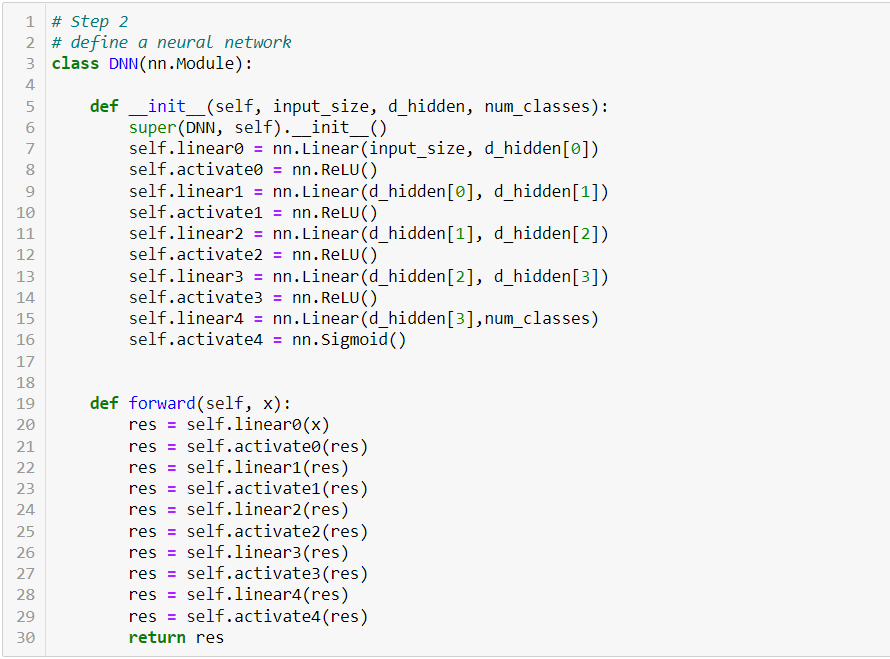 1 # Step 2
2 # define a neural network
3 class DNN(nn.Module):
4
5     def __init__(self, input_size, d_hidden, num_classes):
6         super(DNN, self).__init__()
7         self.linear0 = nn.Linear(input_size, d_hidden[0])
8         self.activate0 = nn.ReLU()
9         self.linear1 = nn.Linear(d_hidden[0], d_hidden[1])
10         self.activate1 = nn.ReLU()
11         self.linear2 = nn.Linear(d_hidden[1], d_hidden[2])
12         self.activate2 = nn.ReLU()
13         self.linear3 = nn.Linear(d_hidden[2], d_hidden[3])
14         self.activate3 = nn.ReLU()
15         self.linear4 = nn.Linear(d_hidden[3],num_classes)
16         self.activate4 = nn.Sigmoid()
17
18
19     def forward(self, x):
20         res = self.linear0(x)
21         res = self.activate0(res)
22         res = self.linear1(res)
23         res = self.activate1(res)
24         res = self.linear2(res)
25         res = self.activate2(res)
26         res = self.linear3(res)
27         res = self.activate3(res)
28         res = self.linear4(res)
29         res = self.activate4(res)
30         return res